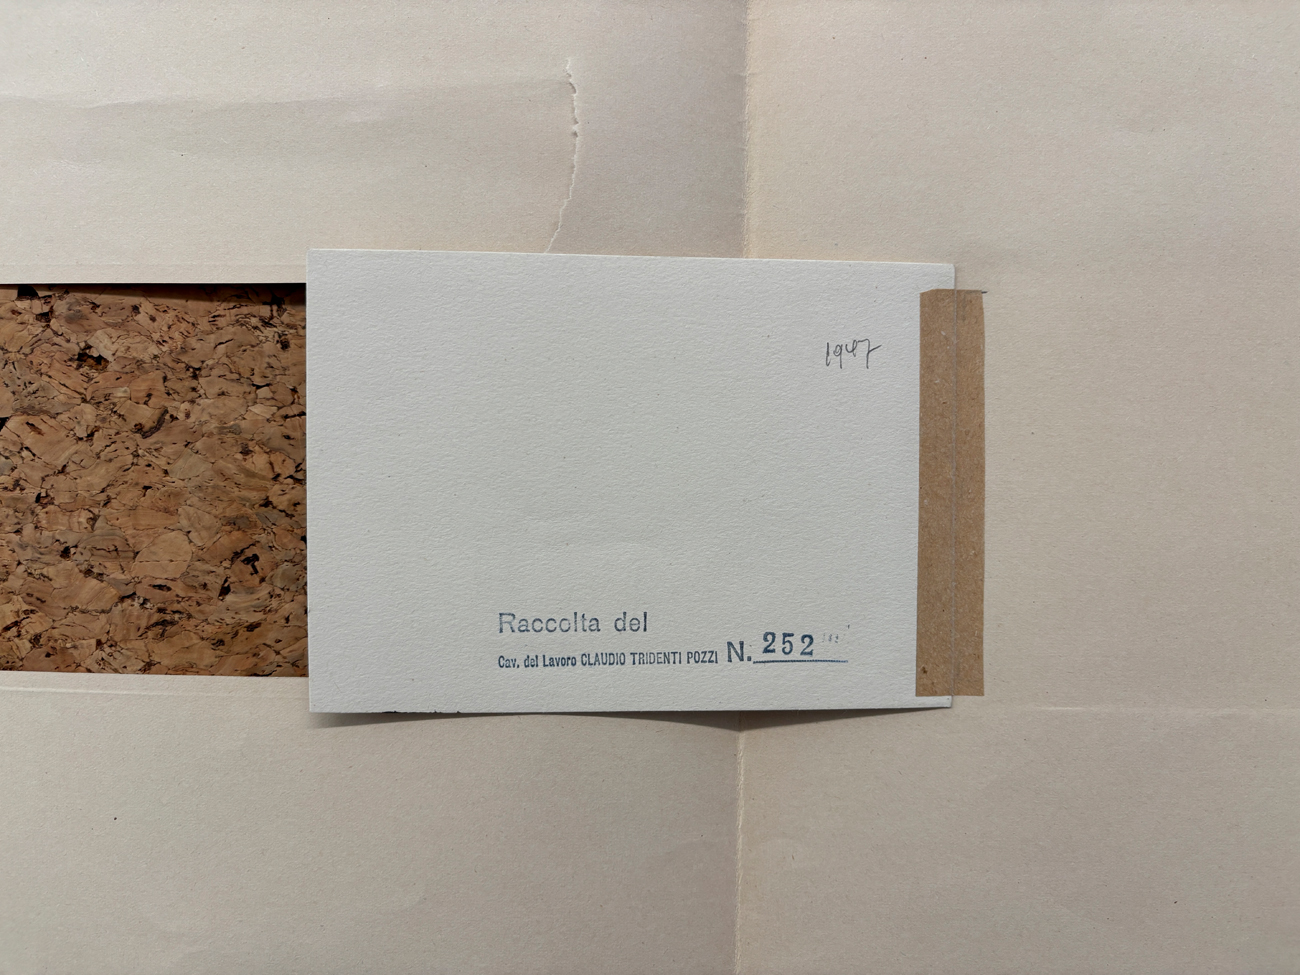 1947
Raccolta del
Cav. del Lavoro CLAUDIO TRIDENTI POZZI N. 252